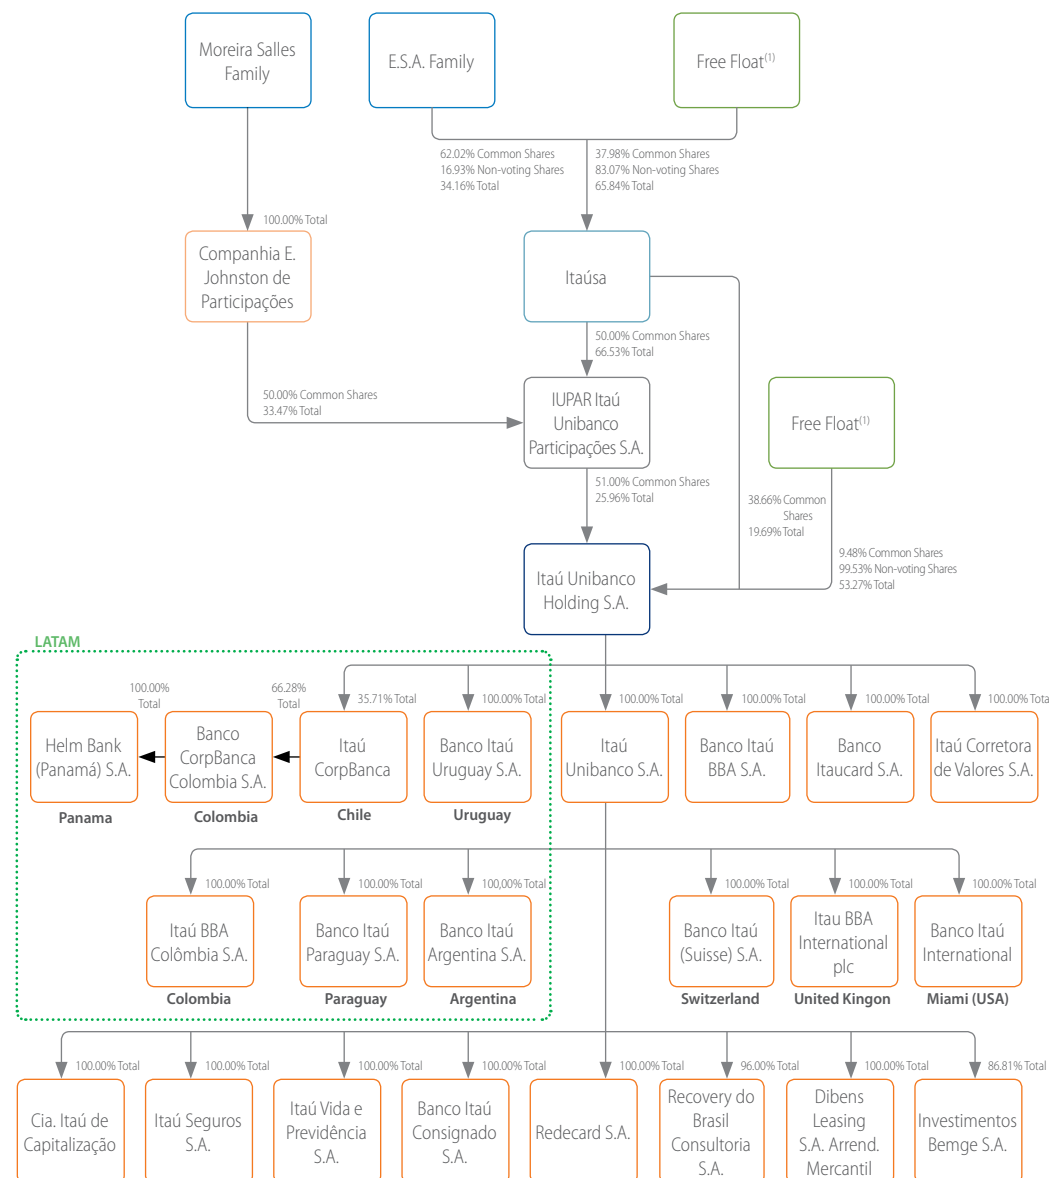 Moreira Salles
Family
E.S.A. Family
Free Float(1)
62.02% Common Shares
16.93% Non-voting Shares
34.16% Total
37.98% Common Shares
83.07% Non-voting Shares
65.84% Total
100.00% Total
Companhia E.
Johnston de
Participações
Itaúsa
50.00% Common Shares
66.53% Total
50.00% Common Shares
33.47% Total
IUPAR Itaú
Unibanco
Participações S.A.
Free Float(1)
51.00% Common Shares
25.96% Total
38.66% Common
Shares
19.69% Total
9.48% Common Shares
99.53% Non-voting Shares
53.27% Total
Itaú Unibanco
Holding S.A.
LATAM
100.00%
Total
66.28%
Total
35.71% Total
100.00% Total
100.00% Total
100.00% Total
100.00% Total
100.00% Total
Helm Bank
(Panamá) S.A.
Banco
CorpBanca
Colombia S.A.
Itaú
CorpBanca
Banco Itaú
Uruguay S.A.
Itaú
Unibanco S.A.
Banco Itaú
BBA S.A.
Banco
Itaucard S.A.
Itaú Corretora
de Valores S.A.
Panama
Colombia
Chile
Uruguay
100.00% Total
100.00% Total
100,00% Total
100.00% Total
100.00% Total
100.00% Total
Itaú BBA
Colômbia S.A.
Banco Itaú
Paraguay S.A.
Banco Itaú
Argentina S.A.
Banco Itaú
(Suisse) S.A.
Itau BBA
International
plc
Banco Itaú
International
Colombia
Paraguay
Argentina
Switzerland
United Kingon
Miami (USA)
100.00% Total
100.00% Total
100.00% Total
100.00% Total
100.00% Total
96.00% Total
100.00% Total
86.81% Total
Cia. Itaú de
Capitalização
Itaú Seguros
S.A.
Itaú Vida e
Previdência
S.A.
Banco Itaú
Consignado
S.A.
Redecard S.A.
Recovery do
Brasil
Consultoria
S.A.
Dibens
Leasing
S.A. Arrend.
Mercantil
Investimentos
Bemge S.A.